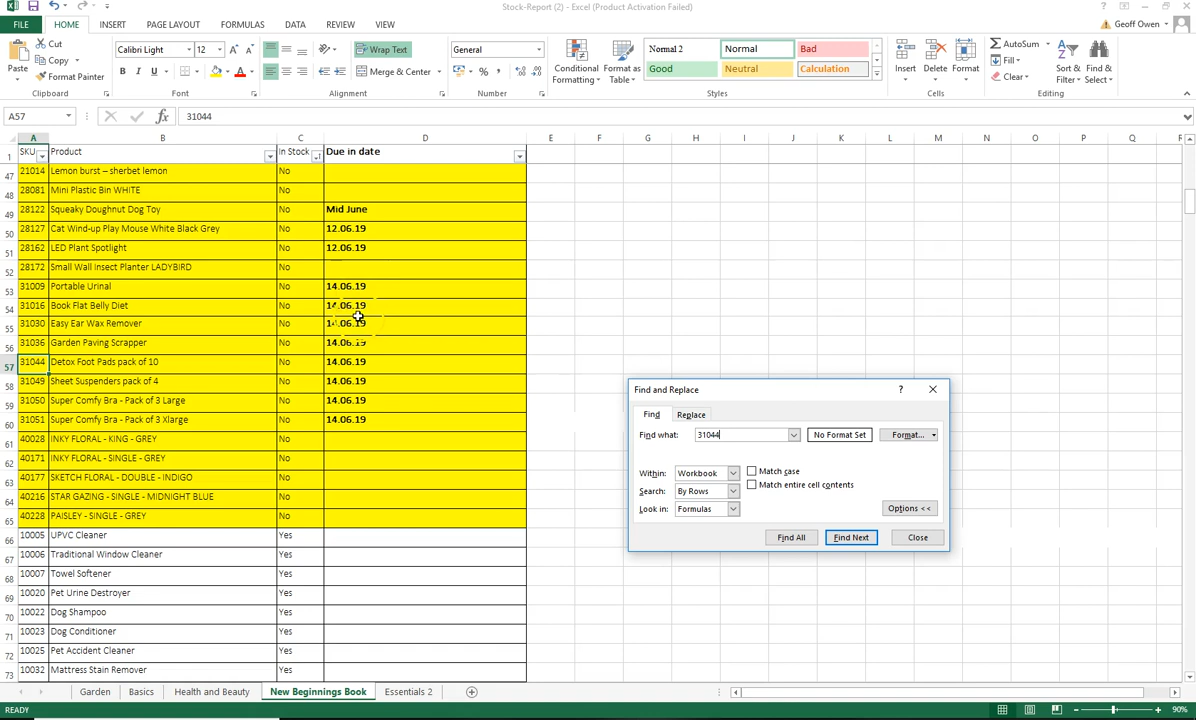 Stock-Report (2) - Excel (Product Activation Failed)
FILE HOME INSERT PAGE LAYOUT FORMULAS DATA REVIEW VIEW Geoff Owen
Cut
Copy
Format Painter
Paste
Clipboard
Calibri Light 12
B I U
Font
Wrap Text
Merge & Center
Alignment
General
Number
Conditional Formatting
Format as Table
Normal 2 Normal Bad
Good Neutral Calculation
Styles
Insert Delete Format
Cells
AutoSum
Fill
Clear
Sort & Filter
Find & Select
Editing
A57 31044
A B C D E F G H I J K L M N O P Q R
1 SKU Product In Stock Due in date
47 21014 Lemon burst – sherbet lemon No
48 28081 Mini Plastic Bin WHITE No
49 28122 Squeaky Doughnut Dog Toy No Mid June
50 28127 Cat Wind-up Play Mouse White Black Grey No 12.06.19
51 28162 LED Plant Spotlight No 12.06.19
52 28172 Small Wall Insect Planter LADYBIRD No
53 31009 Portable Urinal No 14.06.19
54 31016 Book Flat Belly Diet No 14.06.19
55 31030 Easy Ear Wax Remover No 14.06.19
56 31036 Garden Paving Scrapper No 14.06.19
57 31044 Detox Foot Pads pack of 10 No 14.06.19
58 31049 Sheet Suspenders pack of 4 No 14.06.19
59 31050 Super Comfy Bra - Pack of 3 Large No 14.06.19
60 31051 Super Comfy Bra - Pack of 3 Xlarge No 14.06.19
61 40028 INKY FLORAL - KING - GREY No
62 40171 INKY FLORAL - SINGLE - GREY No
63 40177 SKETCH FLORAL - DOUBLE - INDIGO No
64 40216 STAR GAZING - SINGLE - MIDNIGHT BLUE No
65 40228 PAISLEY - SINGLE - GREY No
66 10005 UPVC Cleaner Yes
67 10006 Traditional Window Cleaner Yes
68 10007 Towel Softener Yes
69 10020 Pet Urine Destroyer Yes
70 10022 Dog Shampoo Yes
71 10023 Dog Conditioner Yes
72 10025 Pet Accident Cleaner Yes
73 10032 Mattress Stain Remover Yes
Find and Replace
Find Replace
Find what: 31044 No Format Set Format...
Within: Workbook Match case
Search: By Rows Match entire cell contents
Look in: Formulas Options <<
Find All Find Next Close
Garden Basics Health and Beauty New Beginnings Book Essentials 2
READY 90%